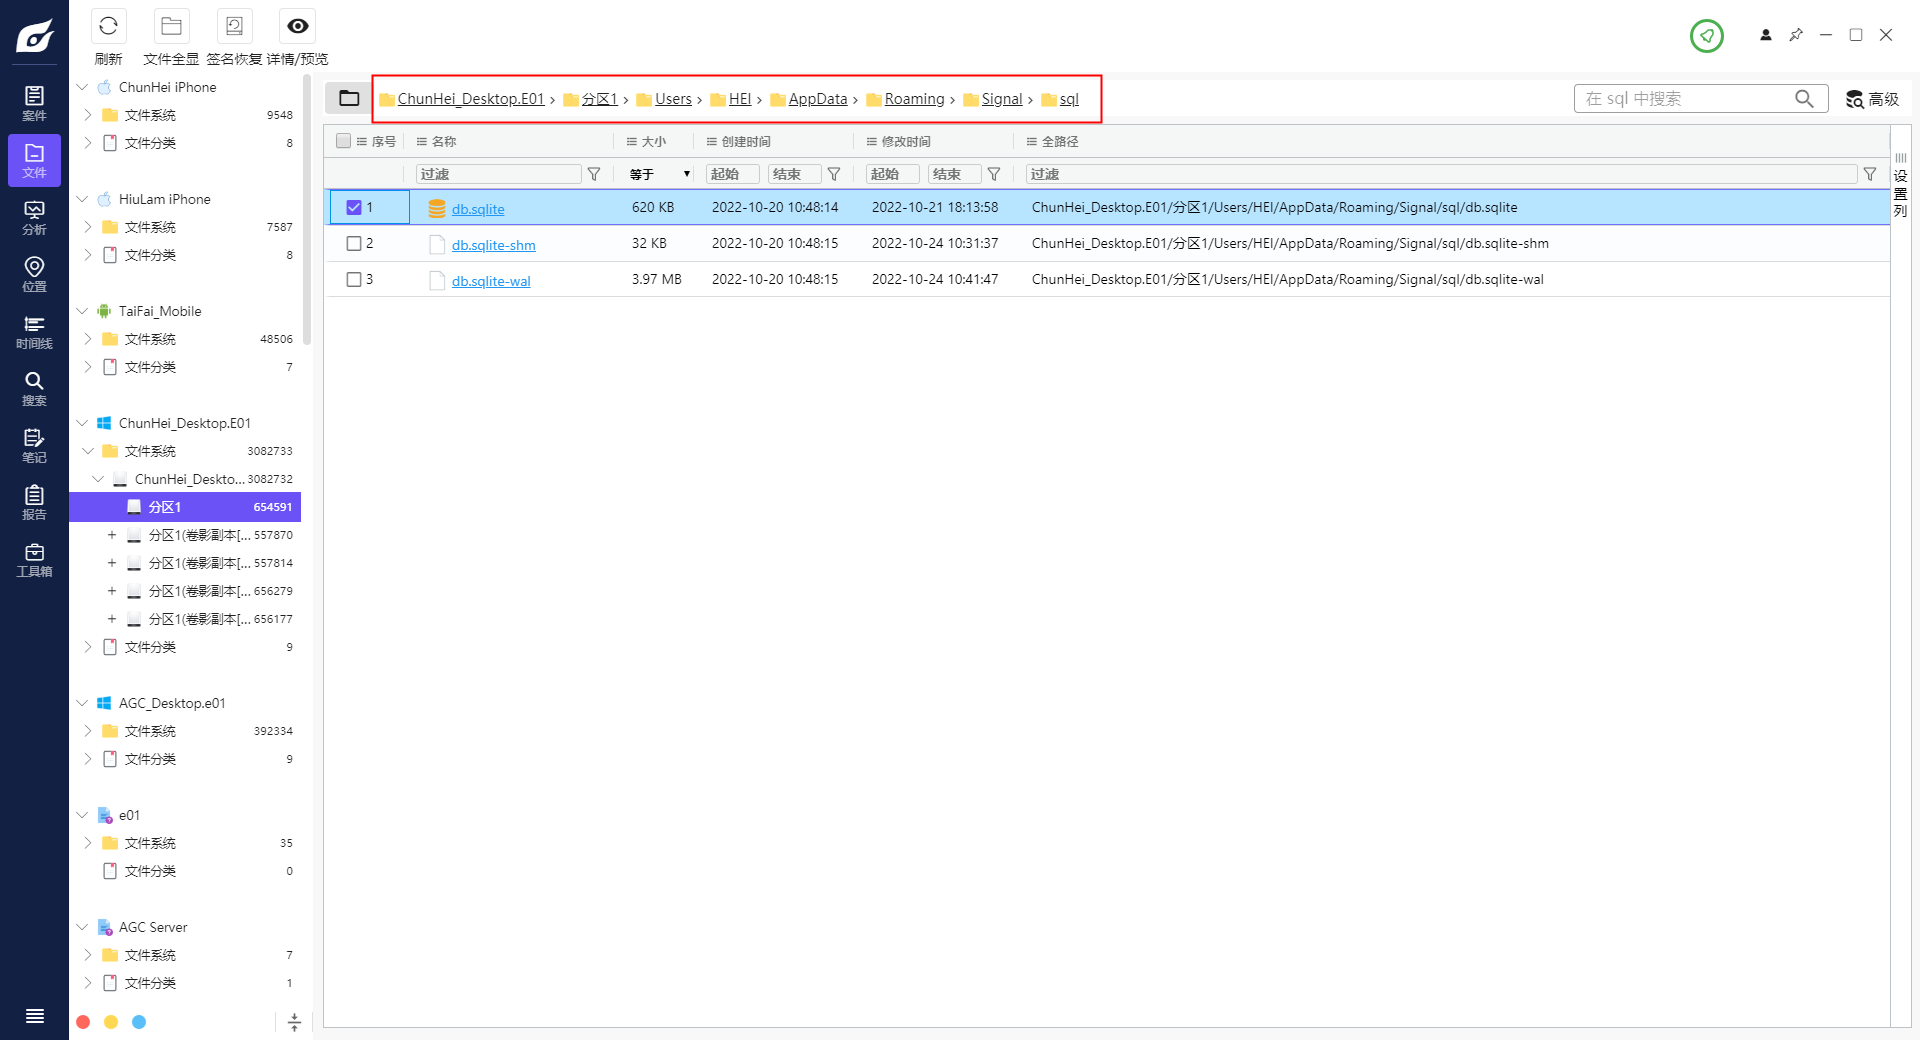 刷新 文件全显 签名恢复 详情/预览
案件
文件
分析
位置
时间线
搜索
笔记
报告
工具箱
ChunHei iPhone
文件系统 9548
文件分类 8
HiuLam iPhone
文件系统 7587
文件分类 8
TaiFai_Mobile
文件系统 48506
文件分类 7
ChunHei_Desktop.E01
文件系统 3082733
ChunHei_Deskto... 3082732
分区1 654591
分区1(卷影副本[... 557870
分区1(卷影副本[... 557814
分区1(卷影副本[... 656279
分区1(卷影副本[... 656177
文件分类 9
AGC_Desktop.e01
文件系统 392334
文件分类 9
e01
文件系统 35
文件分类 0
AGC Server
文件系统 7
文件分类 1
ChunHei_Desktop.E01 > 分区1 > Users > HEI > AppData > Roaming > Signal > sql
在 sql 中搜索 高级
序号 名称 大小 创建时间 修改时间 全路径
过滤 等于 起始 结束 起始 结束 过滤
1 db.sqlite 620 KB 2022-10-20 10:48:14 2022-10-21 18:13:58 ChunHei_Desktop.E01/分区1/Users/HEI/AppData/Roaming/Signal/sql/db.sqlite
2 db.sqlite-shm 32 KB 2022-10-20 10:48:15 2022-10-24 10:31:37 ChunHei_Desktop.E01/分区1/Users/HEI/AppData/Roaming/Signal/sql/db.sqlite-shm
3 db.sqlite-wal 3.97 MB 2022-10-20 10:48:15 2022-10-24 10:41:47 ChunHei_Desktop.E01/分区1/Users/HEI/AppData/Roaming/Signal/sql/db.sqlite-wal
设置列